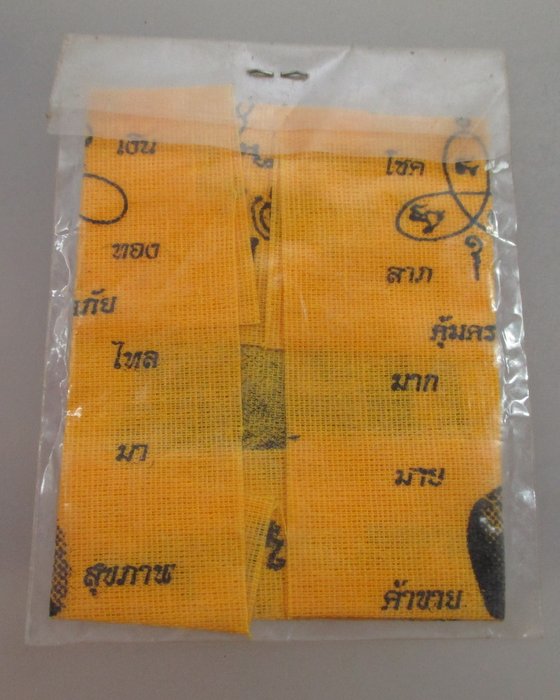 เงิน
ทอง
ภัย
ไหล
มา
สุขภาพ
โชค
ลาภ
คุ้มคร
มาก
มาย
ค้าขาย